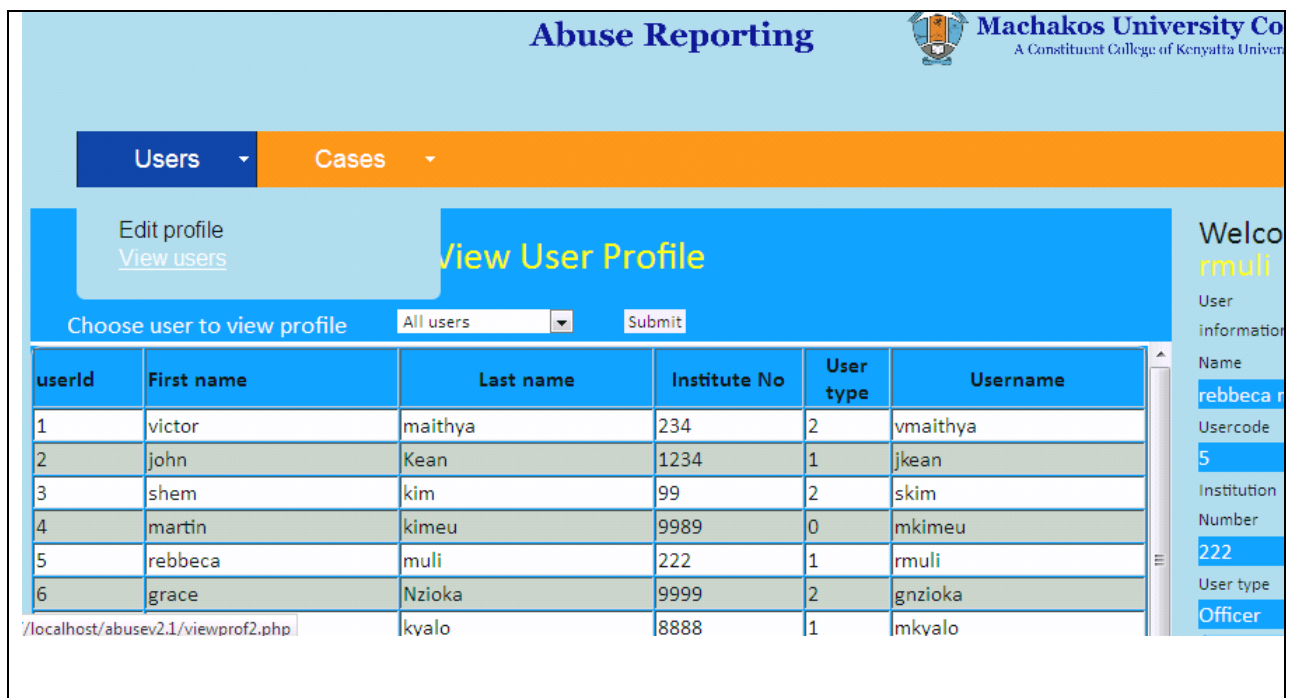 Abuse Reporting
Machakos University Co
A Constituent College of Kenyatta Univer
Users
Cases
Edit profile
View users
View User Profile
Choose user to view profile
All users
Submit
userId First name Last name Institute No User type Username
1 victor maithya 234 2 vmaithya
2 john Kean 1234 1 jkean
3 shem kim 99 2 skim
4 martin kimeu 9989 0 mkimeu
5 rebbeca muli 222 1 rmuli
6 grace Nzioka 9999 2 gnzioka
kyalo 8888 1 mkyalo
/localhost/abusev2.1/viewprof2.php
Welco
rmuli
User
information
Name
rebbeca
Usercode
5
Institution
Number
222
User type
Officer